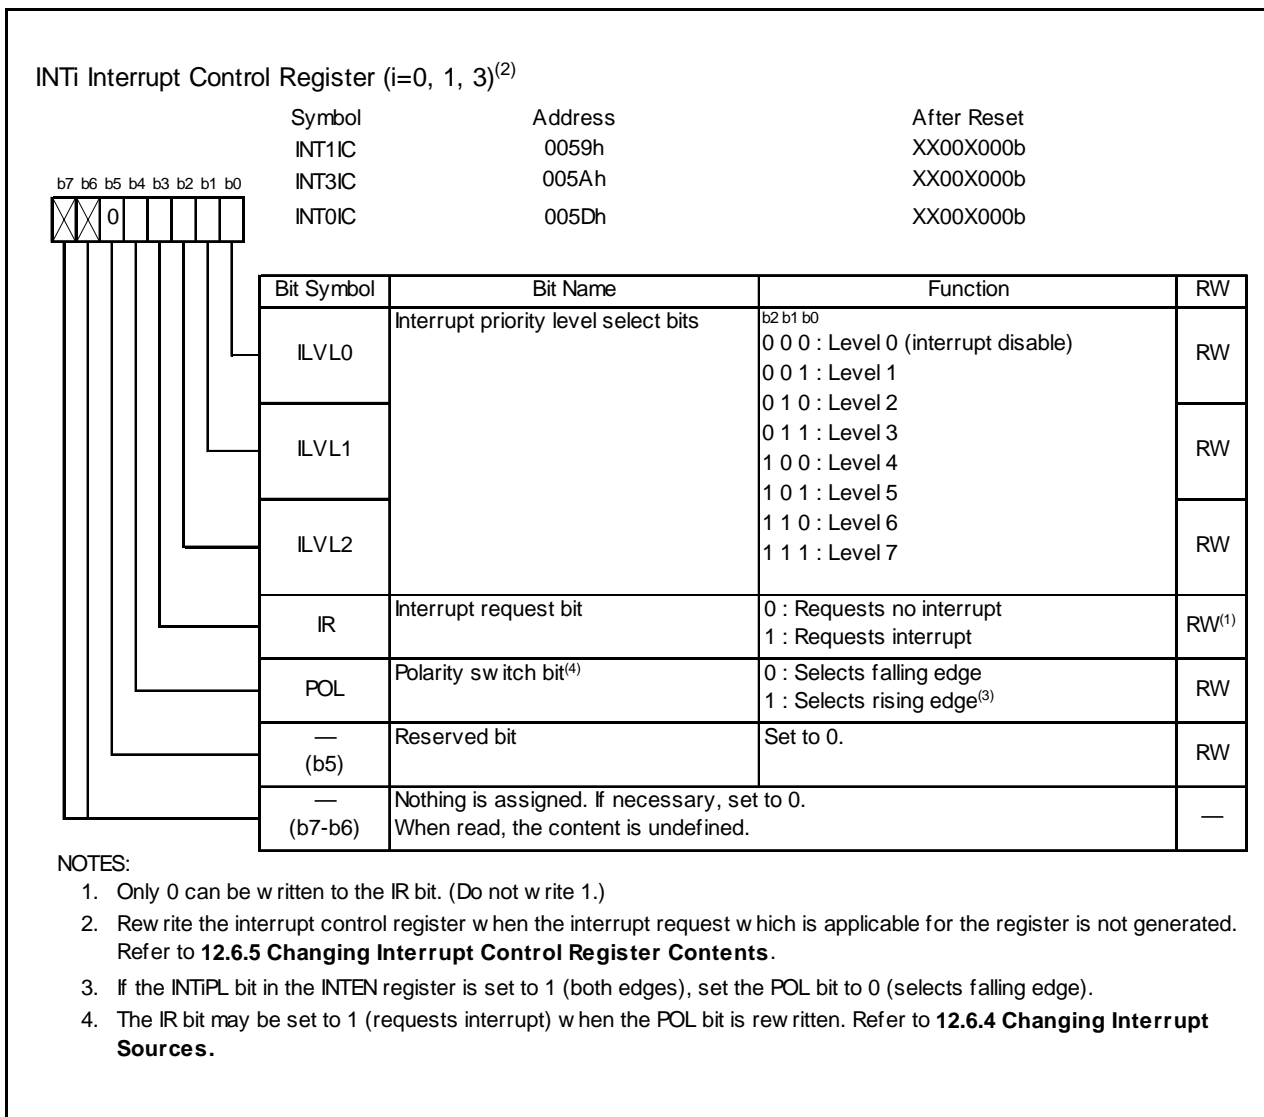 INTi Interrupt Control Register (i=0, 1, 3)(2)
Symbol Address After Reset
INT1IC 0059h XX00X000b
INT3IC 005Ah XX00X000b
INT0IC 005Dh XX00X000b
b7 b6 b5 b4 b3 b2 b1 b0
0
Bit Symbol Bit Name Function RW
ILVL0 Interrupt priority level select bits b2 b1 b0
0 0 0 : Level 0 (interrupt disable) RW
0 0 1 : Level 1
0 1 0 : Level 2
ILVL1 0 1 1 : Level 3 RW
1 0 0 : Level 4
1 0 1 : Level 5
ILVL2 1 1 0 : Level 6 RW
1 1 1 : Level 7
IR Interrupt request bit 0 : Requests no interrupt RW(1)
1 : Requests interrupt
POL Polarity switch bit(4) 0 : Selects falling edge RW
1 : Selects rising edge(3)
— Reserved bit Set to 0. RW
(b5)
— Nothing is assigned. If necessary, set to 0. —
(b7-b6) When read, the content is undefined.
NOTES:
1. Only 0 can be written to the IR bit. (Do not write 1.)
2. Rewrite the interrupt control register when the interrupt request which is applicable for the register is not generated.
Refer to 12.6.5 Changing Interrupt Control Register Contents.
3. If the INTiPL bit in the INTEN register is set to 1 (both edges), set the POL bit to 0 (selects falling edge).
4. The IR bit may be set to 1 (requests interrupt) when the POL bit is rewritten. Refer to 12.6.4 Changing Interrupt
Sources.